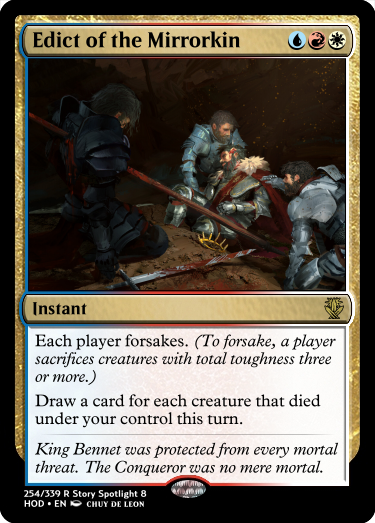 Edict of the Mirrorkin
Instant
Each player forsakes. (To forsake, a player
sacrifices creatures with total toughness three
or more.)
Draw a card for each creature that died
under your control this turn.
King Bennet was protected from every mortal
threat. The Conqueror was no mere mortal.
254/339 R Story Spotlight 8
HOD • EN CHUY DE LEON